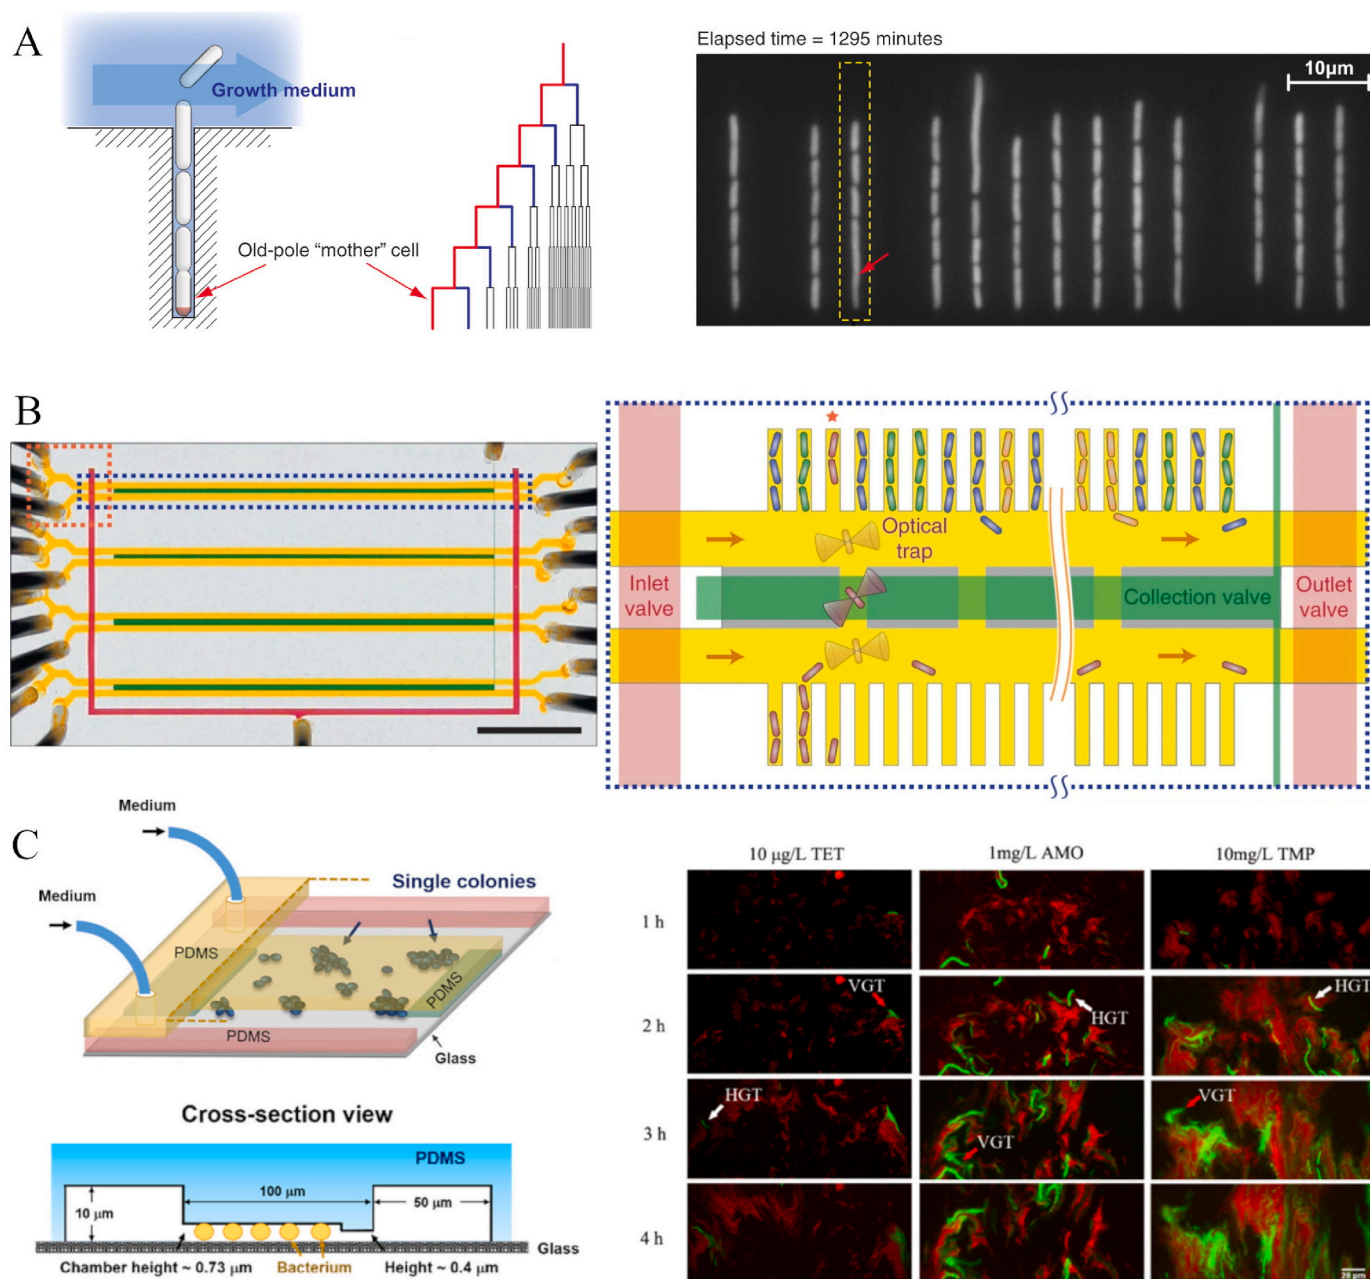 A
Growth medium
Old-pole “mother” cell
Elapsed time = 1295 minutes
10μm
B
Optical
trap
Inlet
valve
Collection valve
Outlet
valve
C
Medium
Medium
Single colonies
PDMS
PDMS
PDMS
Glass
Cross-section view
PDMS
100 μm
50 μm
10 μm
Glass
Chamber height ~ 0.73 μm
Bacterium
Height ~ 0.4 μm
10 μg/L TET
1mg/L AMO
10mg/L TMP
1 h
2 h
VGT
HGT
HGT
3 h
HGT
VGT
VGT
4 h
20 μm